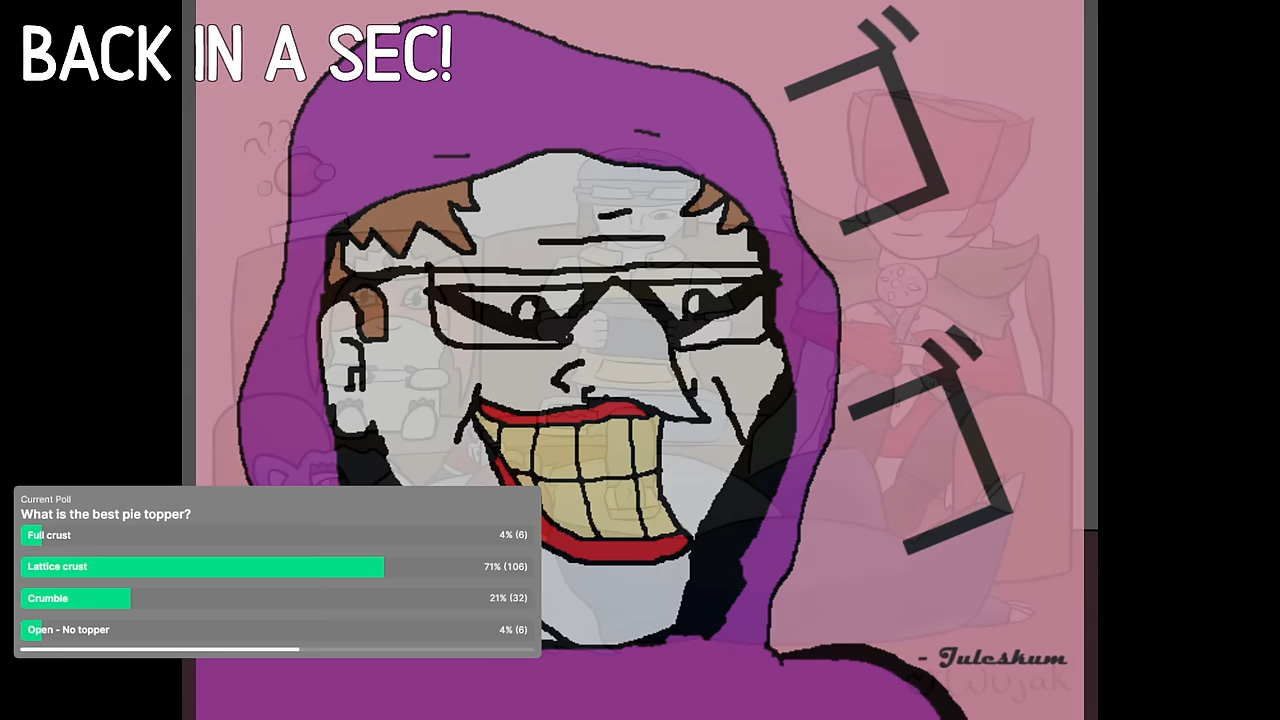 BACK IN A SEC!
ゴ
ゴ
Current Poll
What is the best pie topper?
Full crust 4% (6)
Lattice crust 71% (106)
Crumble 21% (32)
Open - No topper 4% (6)
- Juleskum
Wujak